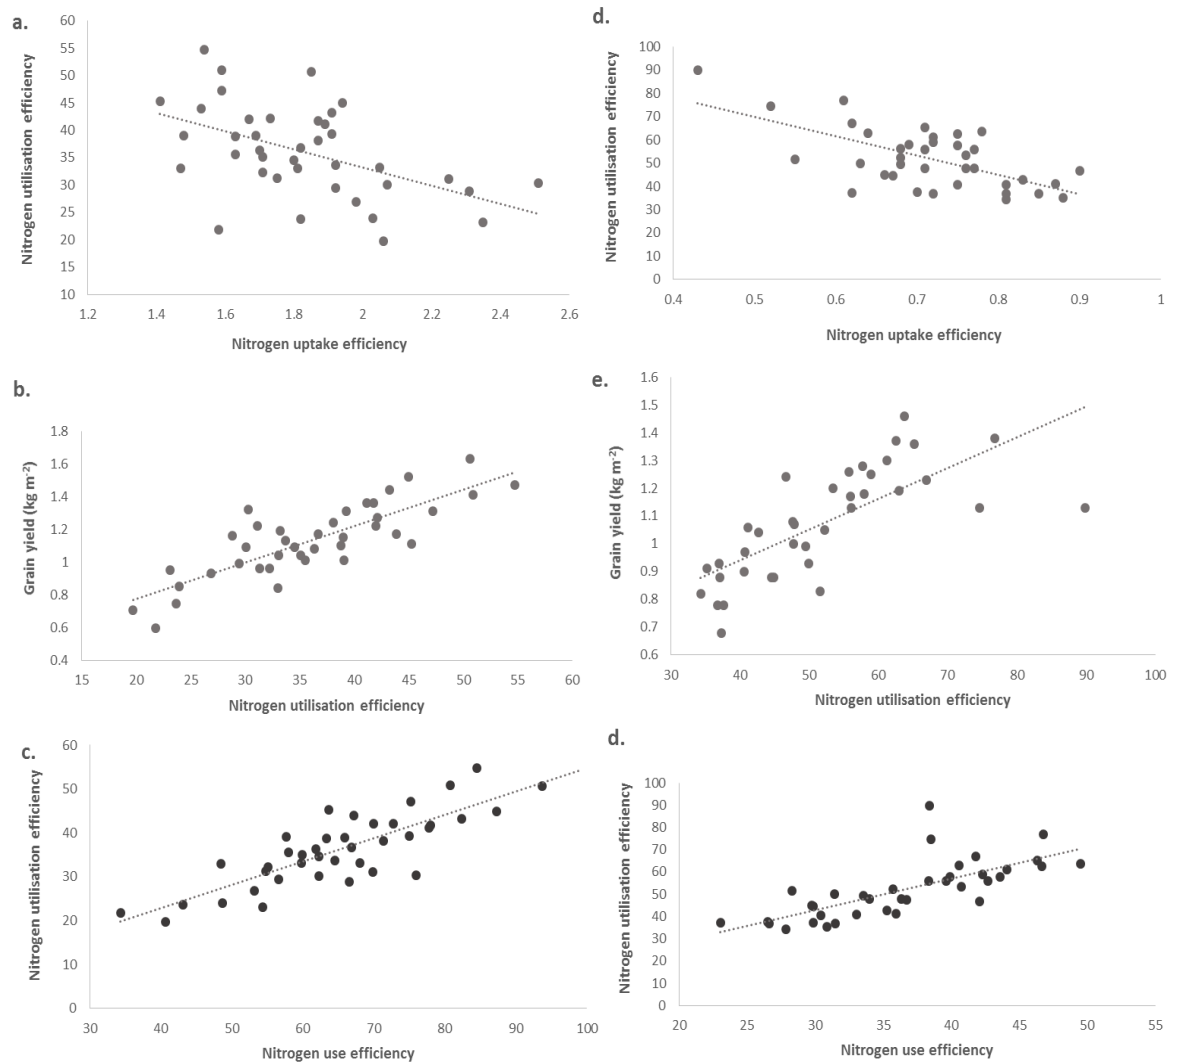 a.
60
55
50
45
40
35
30
25
20
15
10
Nitrogen utilisation efficiency
1.2 1.4 1.6 1.8 2 2.2 2.4 2.6
Nitrogen uptake efficiency
d.
100
90
80
70
60
50
40
30
20
10
0
Nitrogen utilisation efficiency
0.4 0.5 0.6 0.7 0.8 0.9 1
Nitrogen uptake efficiency
b.
1.8
1.6
1.4
1.2
1
0.8
0.6
0.4
Grain yield (kg m-2)
15 20 25 30 35 40 45 50 55 60
Nitrogen utilisation efficiency
e.
1.6
1.5
1.4
1.3
1.2
1.1
1
0.9
0.8
0.7
0.6
Grain yield (kg m-2)
30 40 50 60 70 80 90 100
Nitrogen utilisation efficiency
c.
60
50
40
30
20
10
0
Nitrogen utilisation efficiency
30 40 50 60 70 80 90 100
Nitrogen use efficiency
d.
100
90
80
70
60
50
40
30
20
10
0
Nitrogen utilisation efficiency
20 25 30 35 40 45 50 55
Nitrogen use efficiency